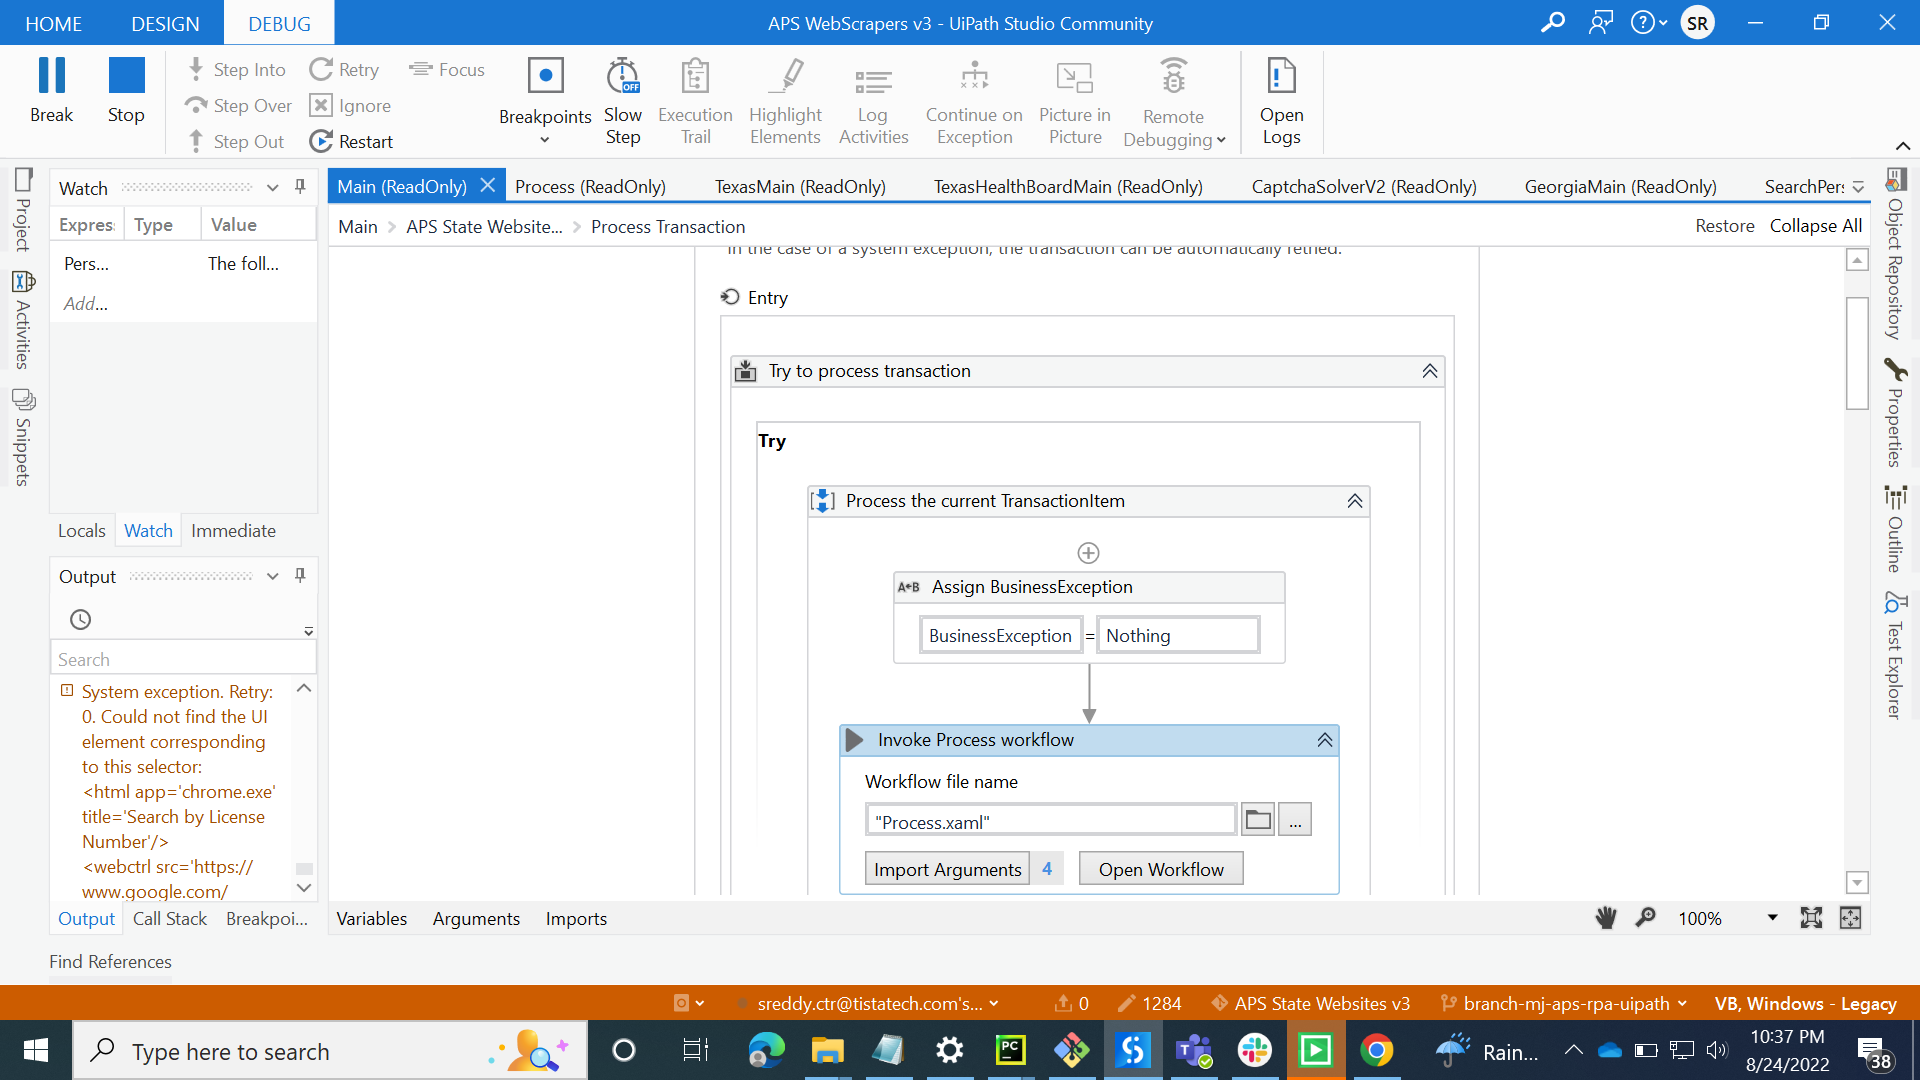 HOME DESIGN DEBUG APS WebScrapers v3 - UiPath Studio Community SR
Break Stop Step Into Step Over Step Out Retry Ignore Restart Focus
Breakpoints Slow Step Execution Trail Highlight Elements Log Activities Continue on Exception Picture in Picture Remote Debugging Open Logs
Project
Activities
Snippets
Watch
Expres: Type Value
Pers... The foll...
Add...
Locals Watch Immediate
Output
Search
System exception. Retry:
0. Could not find the UI
element corresponding
to this selector:
<html app='chrome.exe'
title='Search by License
Number'/>
<webctrl src='https://
www.google.com/
Output Call Stack Breakpoi...
Find References
Main (ReadOnly) Process (ReadOnly) TexasMain (ReadOnly) TexasHealthBoardMain (ReadOnly) CaptchaSolverV2 (ReadOnly) GeorgiaMain (ReadOnly) SearchPer:
Main > APS State Website... > Process Transaction Restore Collapse All
In the case of a system exception, the transaction can be automatically retried.
Entry
Try to process transaction
Try
Process the current TransactionItem
A+B Assign BusinessException
BusinessException = Nothing
Invoke Process workflow
Workflow file name
"Process.xaml" ...
Import Arguments 4 Open Workflow
Variables Arguments Imports 100%
Object Repository
Properties
Outline
Test Explorer
sreddy.ctr@tistatech.com's... 0 1284 APS State Websites v3 branch-mj-aps-rpa-uipath VB, Windows - Legacy
Type here to search PC Rain... 10:37 PM
8/24/2022 38
OFF